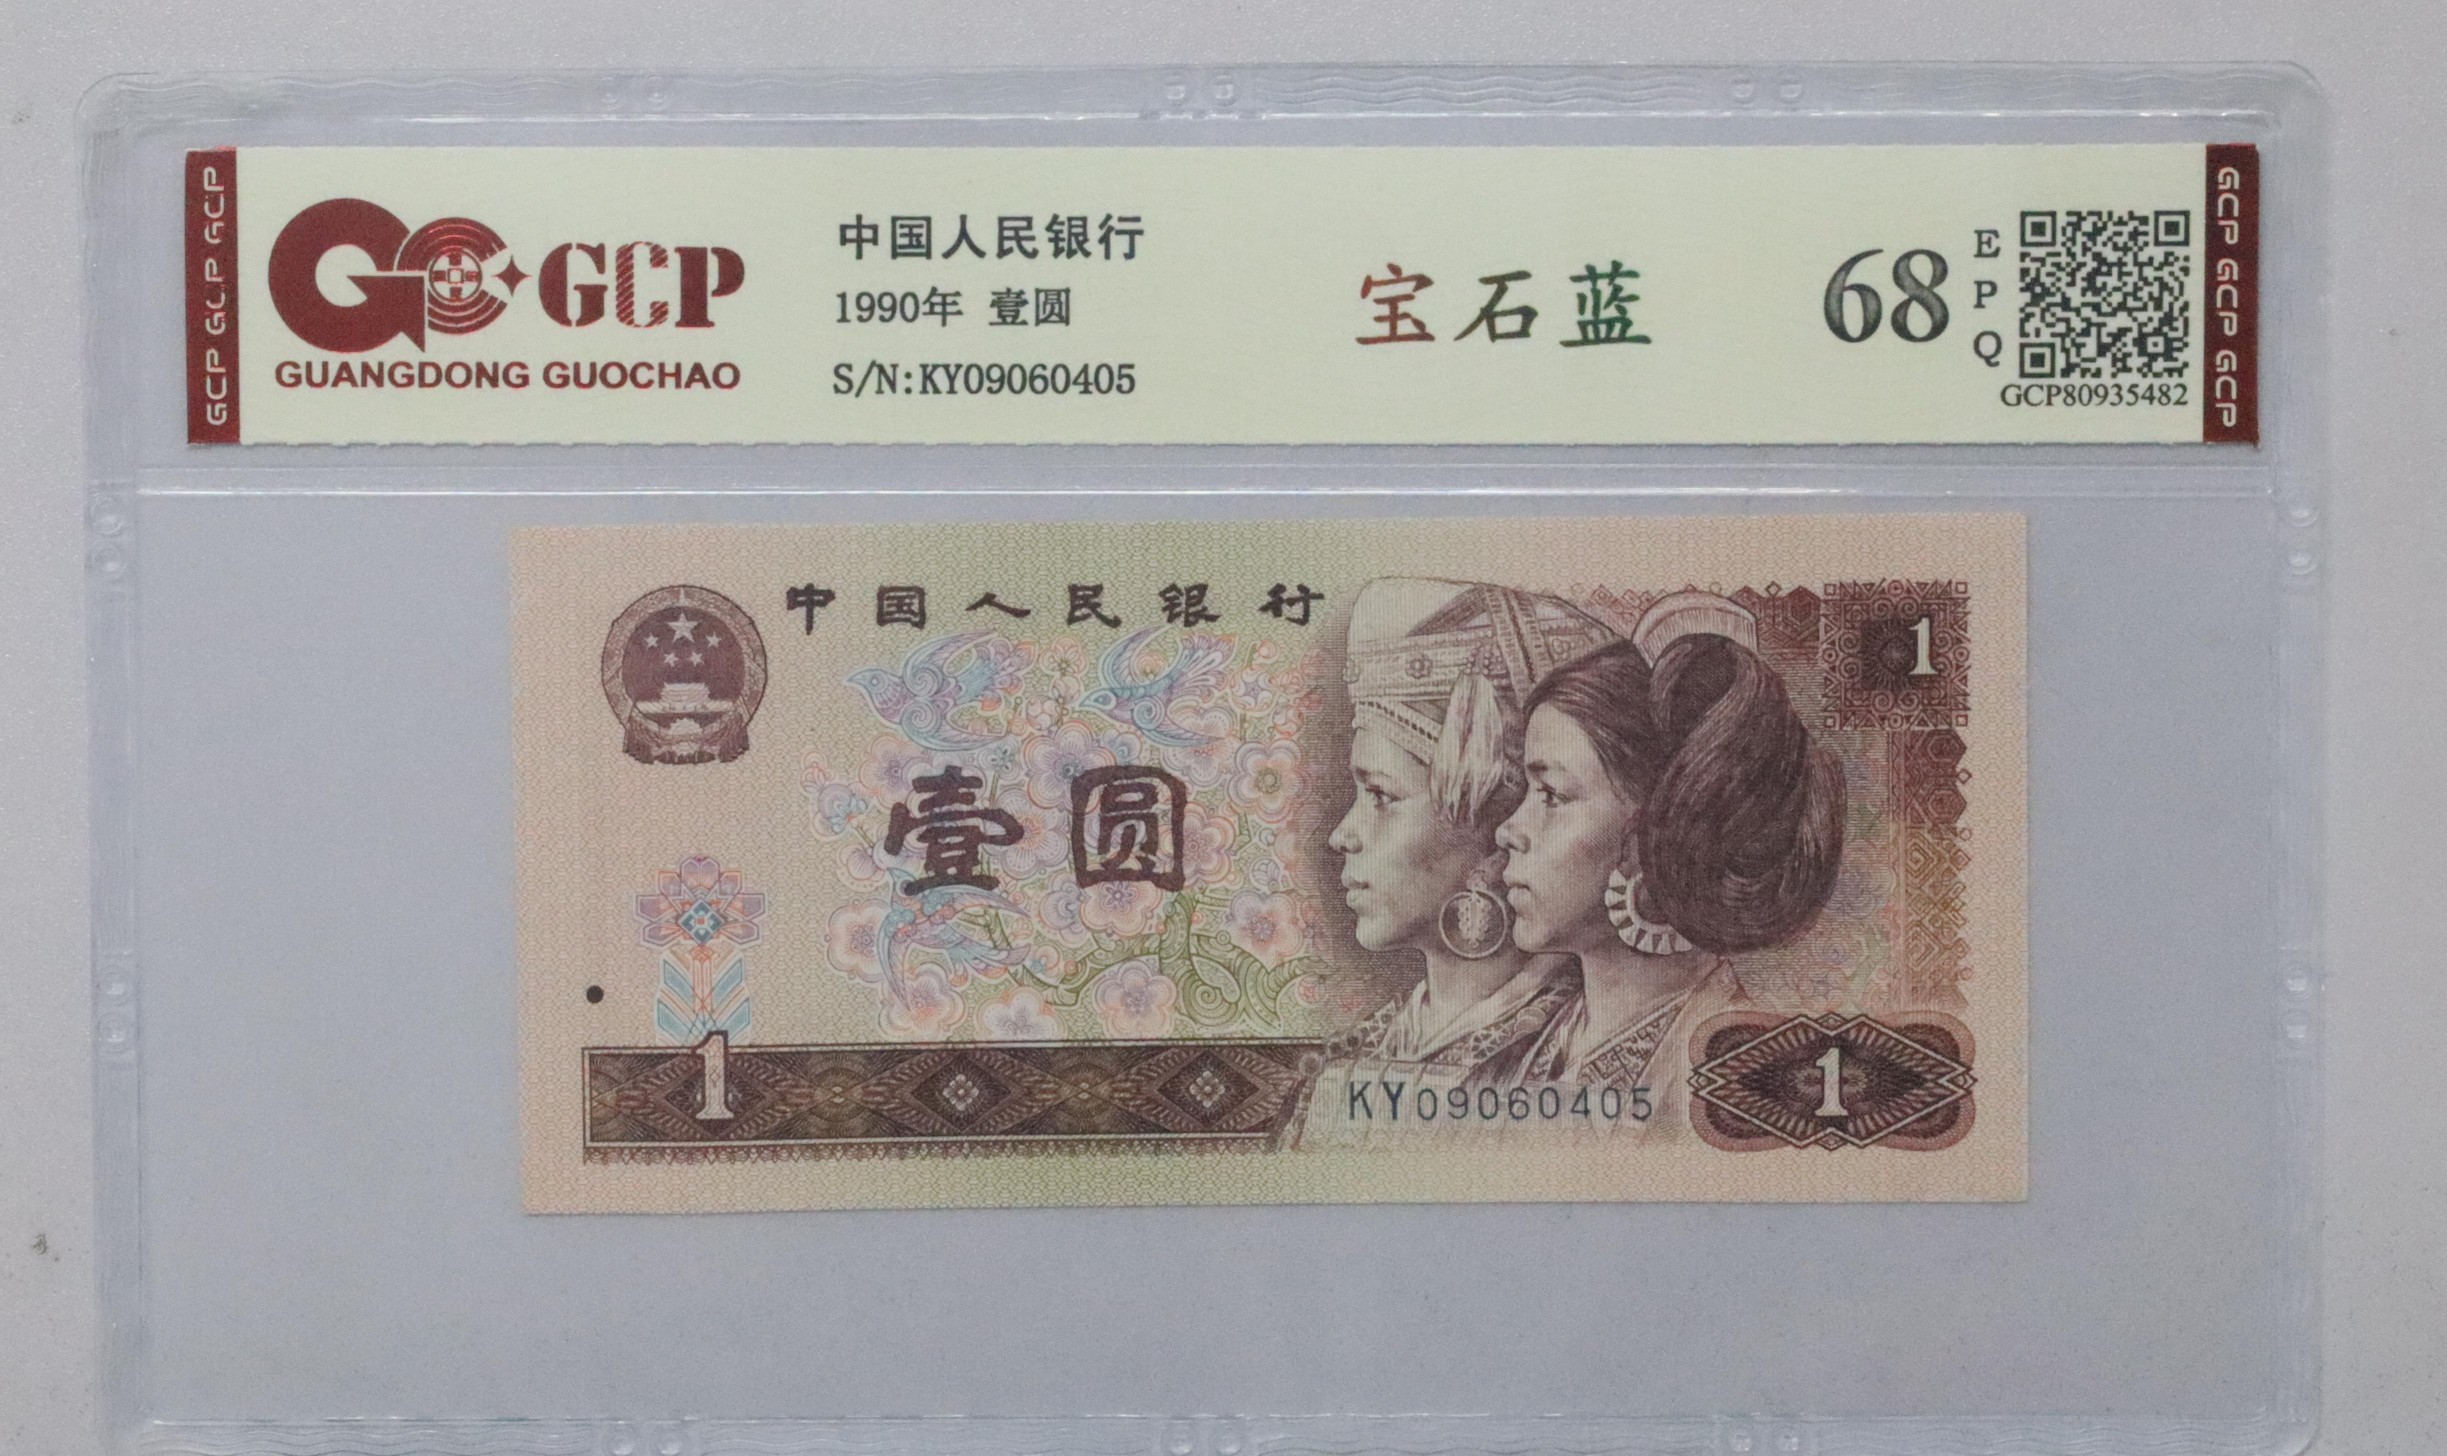 GCP GCP GCP
GCP
GUANGDONG GUOCHAO
中国人民银行
1990年 壹圆
S/N:KY09060405
宝石蓝
68
EPQ
GCP80935482
GCP GCP GCP
中国人民银行
1
壹圆
1
KY09060405
1